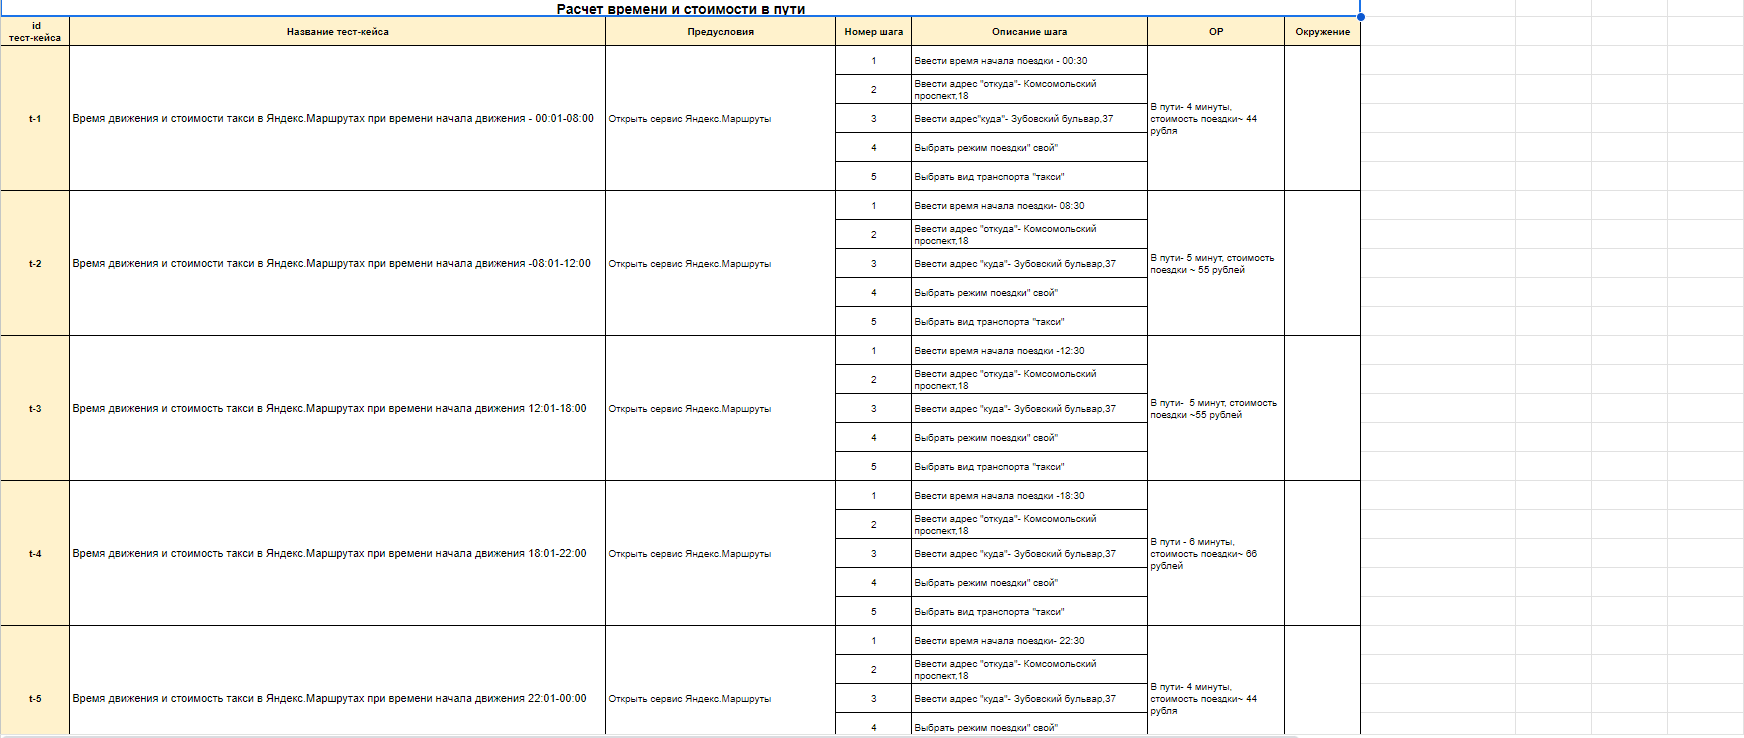 Расчет времени и стоимости в пути
id
тест-кейса
Название тест-кейса
Предусловия
Номер шага
Описание шага
ОР
Окружение
t-1
Время движения и стоимости такси в Яндекс.Маршрутах при времени начала движения - 00:01-08:00
Открыть сервис Яндекс.Маршруты
1
Ввести время начала поездки - 00:30
2
Ввести адрес "откуда"- Комсомольский
проспект,18
3
Ввести адрес"куда"- Зубовский бульвар,37
4
Выбрать режим поездки" свой"
5
Выбрать вид транспорта "такси"
В пути- 4 минуты,
стоимость поездки~ 44
рубля
t-2
Время движения и стоимости такси в Яндекс.Маршрутах при времени начала движения -08:01-12:00
Открыть сервис Яндекс.Маршруты
1
Ввести время начала поездки- 08:30
2
Ввести адрес "откуда"- Комсомольский
проспект,18
3
Ввести адрес "куда"- Зубовский бульвар,37
4
Выбрать режим поездки" свой"
5
Выбрать вид транспорта "такси"
В пути- 5 минут, стоимость
поездки ~ 55 рублей
t-3
Время движения и стоимость такси в Яндекс.Маршрутах при времени начала движения 12:01-18:00
Открыть сервис Яндекс.Маршруты
1
Ввести время начала поездки -12:30
2
Ввести адрес "откуда"- Комсомольский
проспект,18
3
Ввести адрес "куда"- Зубовский бульвар,37
4
Выбрать режим поездки" свой"
5
Выбрать вид транспорта "такси"
В пути-  5 минут, стоимость
поездки ~55 рублей
t-4
Время движения и стоимость такси в Яндекс.Маршрутах при времени начала движения 18:01-22:00
Открыть сервис Яндекс.Маршруты
1
Ввести время начала поездки -18:30
2
Ввести адрес "откуда"- Комсомольский
проспект,18
3
Ввести адрес "куда"- Зубовский бульвар,37
4
Выбрать режим поездки" свой"
5
Выбрать вид транспорта "такси"
В пути - 6 минуты,
стоимость поездки~ 66
рублей
t-5
Время движения и стоимость такси в Яндекс.Маршрутах при времени начала движения 22:01-00:00
Открыть сервис Яндекс.Маршруты
1
Ввести время начала поездки- 22:30
2
Ввести адрес "откуда"- Комсомольский
проспект,18
3
Ввести адрес "куда"- Зубовский бульвар,37
4
Выбрать режим поездки" свой"
В пути- 4 минуты,
стоимость поездки~ 44
рубля